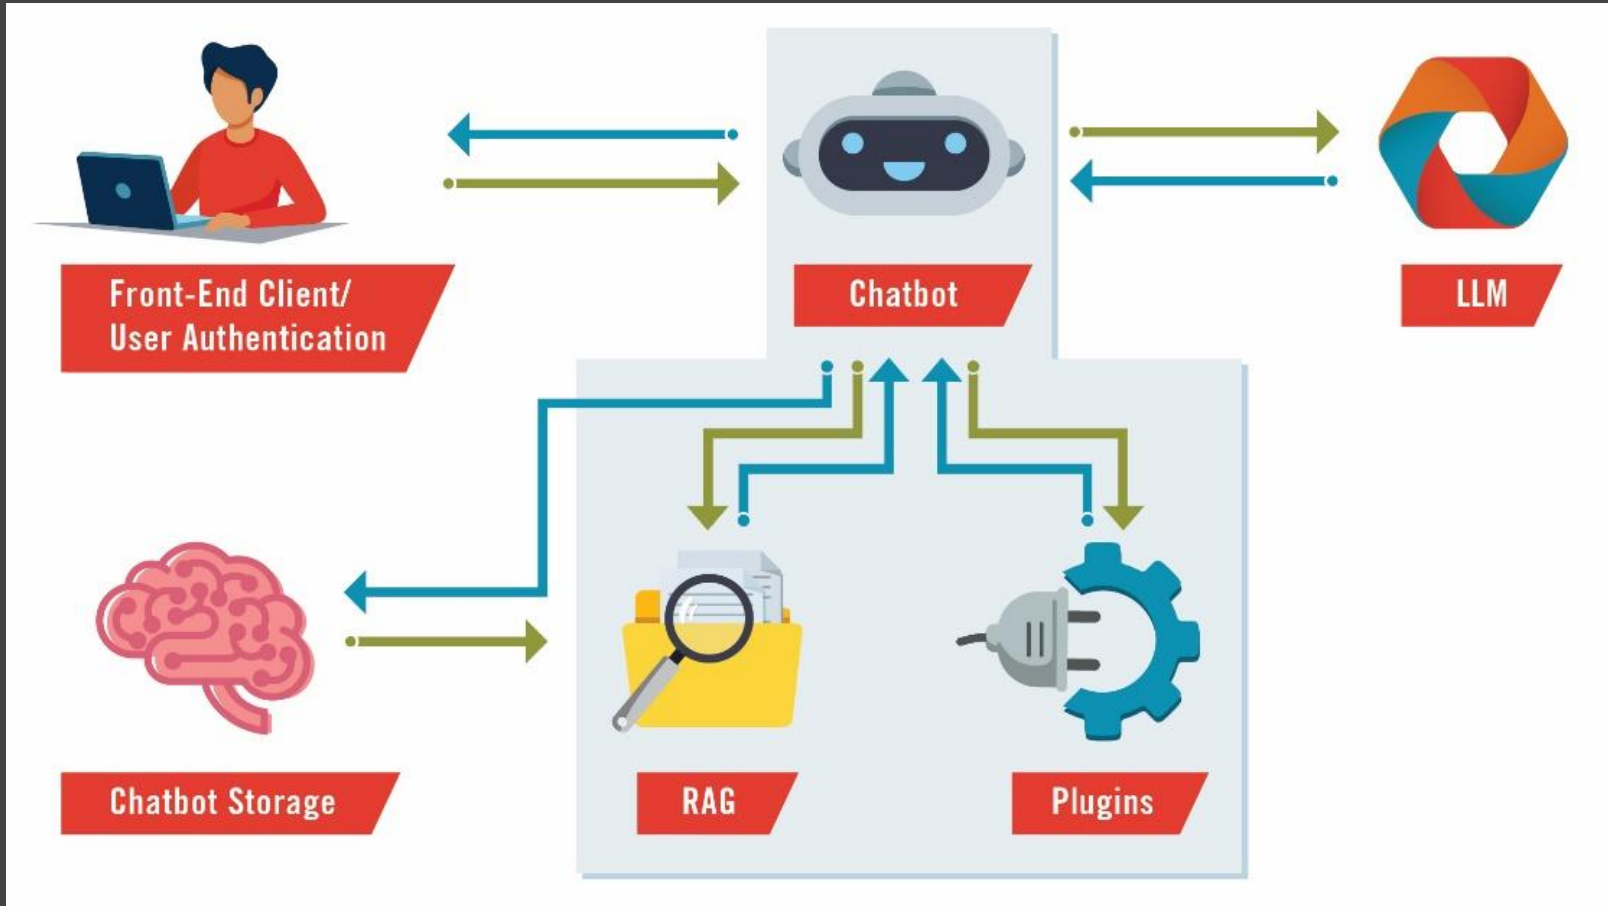 Front-End Client/
User Authentication
Chatbot
LLM
Chatbot Storage
RAG
Plugins